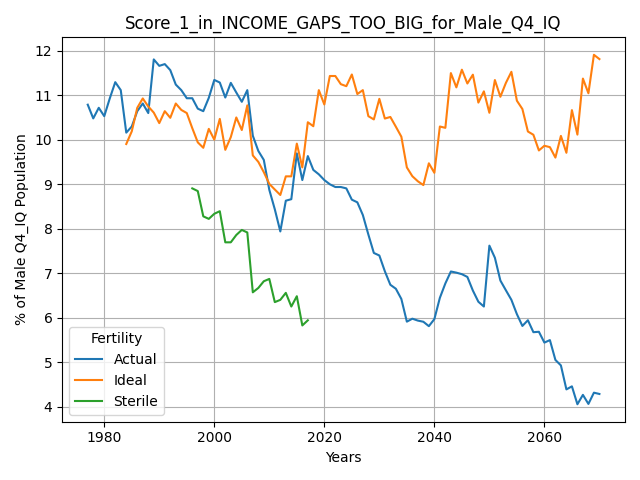 Score_1_in_INCOME_GAPS_TOO_BIG_for_Male_Q4_IQ
% of Male Q4_IQ Population
12
11
10
9
8
7
6
5
4
Fertility
Actual
Ideal
Sterile
1980 2000 2020 2040 2060
Years